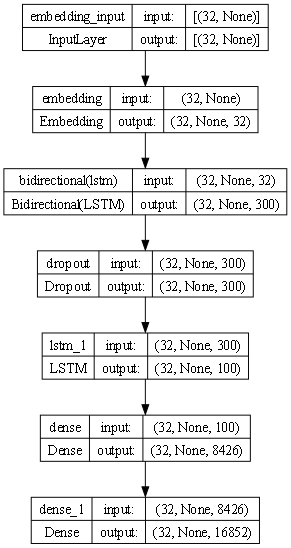 embedding_input input: [(32, None)]
InputLayer output: [(32, None)]
embedding input: (32, None)
Embedding output: (32, None, 32)
bidirectional(lstm) input: (32, None, 32)
Bidirectional(LSTM) output: (32, None, 300)
dropout input: (32, None, 300)
Dropout output: (32, None, 300)
lstm_1 input: (32, None, 300)
LSTM output: (32, None, 100)
dense input: (32, None, 100)
Dense output: (32, None, 8426)
dense_1 input: (32, None, 8426)
Dense output: (32, None, 16852)